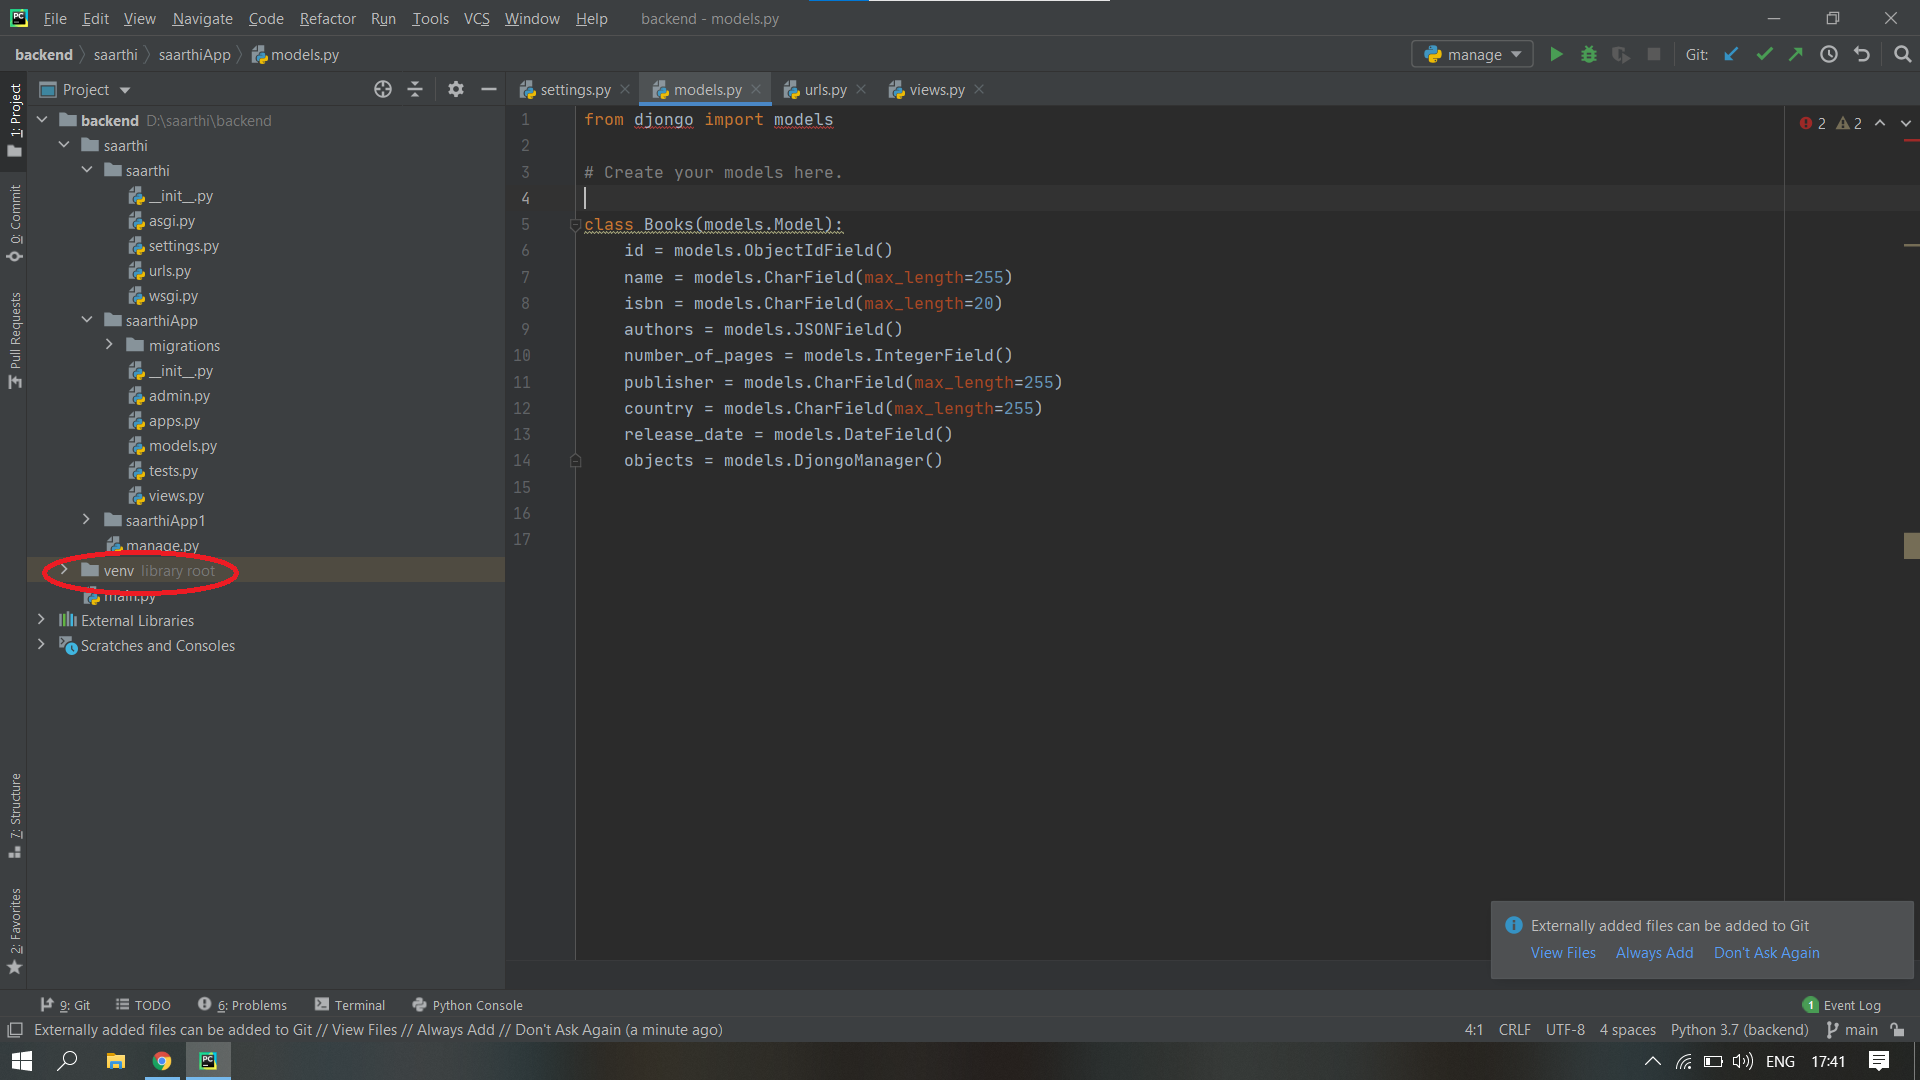 File Edit View Navigate Code Refactor Run Tools VCS Window Help backend - models.py
backend saarthi saarthiApp models.py
manage
Git:
1: Project
0: Commit
Pull Requests
7: Structure
2: Favorites
Project
backend D:\saarthi\backend
saarthi
saarthi
__init__.py
asgi.py
settings.py
urls.py
wsgi.py
saarthiApp
migrations
__init__.py
admin.py
apps.py
models.py
tests.py
views.py
saarthiApp1
manage.py
venv library root
main.py
External Libraries
Scratches and Consoles
settings.py models.py urls.py views.py
2 2
1 from djongo import models
2
3 # Create your models here.
4
5 class Books(models.Model):
6 id = models.ObjectIdField()
7 name = models.CharField(max_length=255)
8 isbn = models.CharField(max_length=20)
9 authors = models.JSONField()
10 number_of_pages = models.IntegerField()
11 publisher = models.CharField(max_length=255)
12 country = models.CharField(max_length=255)
13 release_date = models.DateField()
14 objects = models.DjongoManager()
15
16
17
Externally added files can be added to Git
View Files Always Add Don't Ask Again
9: Git TODO 6: Problems Terminal Python Console 1 Event Log
Externally added files can be added to Git // View Files // Always Add // Don't Ask Again (a minute ago) 4:1 CRLF UTF-8 4 spaces Python 3.7 (backend) main
PC ENG 17:41